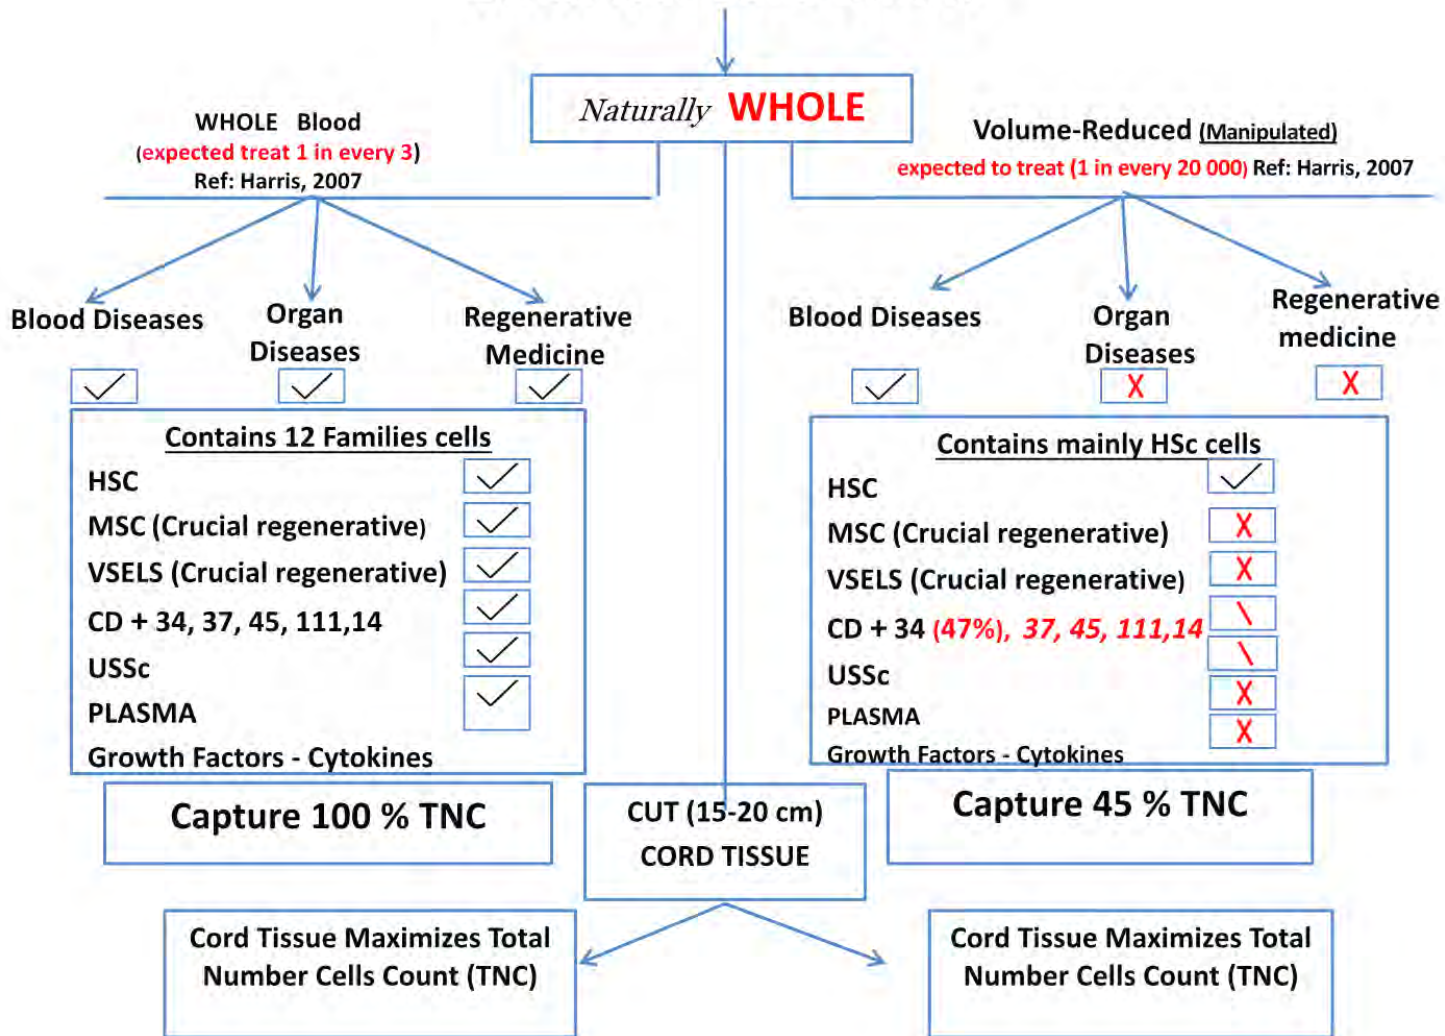 Naturally WHOLE
WHOLE Blood
(expected treat 1 in every 3)
Ref: Harris, 2007
Volume-Reduced (Manipulated)
expected to treat (1 in every 20 000) Ref: Harris, 2007
Blood Diseases
Organ
Diseases
Regenerative
Medicine
Blood Diseases
Organ
Diseases
Regenerative
medicine
X
X
Contains 12 Families cells
HSC
MSC (Crucial regenerative)
VSELS (Crucial regenerative)
CD + 34, 37, 45, 111,14
USSc
PLASMA
Growth Factors - Cytokines
Contains mainly HSc cells
HSC
MSC (Crucial regenerative)
X
VSELS (Crucial regenerative)
X
CD + 34 (47%), 37, 45, 111,14
\
USSc
\
PLASMA
X
Growth Factors - Cytokines
X
Capture 100 % TNC
CUT (15-20 cm)
CORD TISSUE
Capture 45 % TNC
Cord Tissue Maximizes Total
Number Cells Count (TNC)
Cord Tissue Maximizes Total
Number Cells Count (TNC)